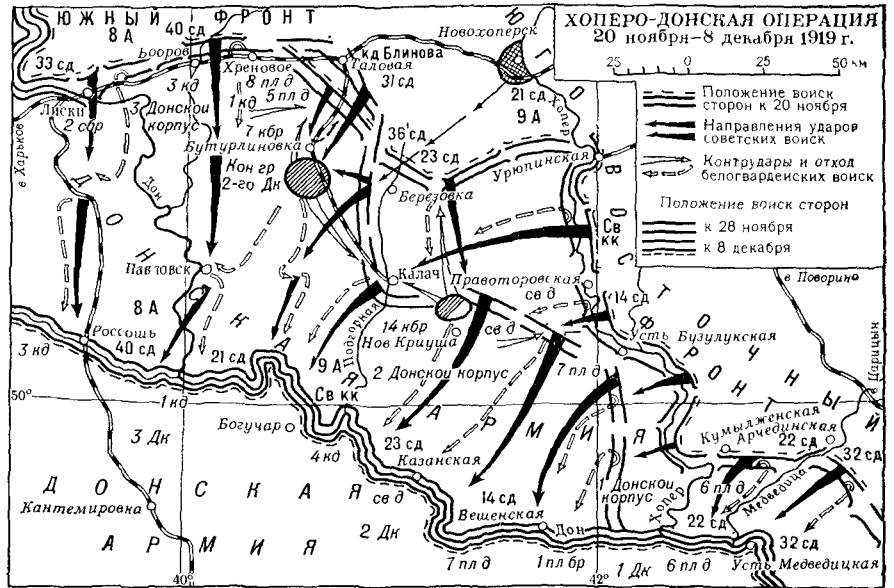 ХОПЕРО-ДОНСКАЯ ОПЕРАЦИЯ
20 ноября-8 декабря 1919 г.
25 0 25 50 км
Положение войск
сторон к 20 ноября
Направления ударов
советских войск
Контрудары и отход
белогвардейских войск
Положение войск сторон
к 28 ноября
к 8 декабря
ЮЖНЫЙ ФРОНТ
8А
40 сд
33 сд
Бобров
3 кд
Хреновое
8 пл д
5 пл д
1 кд
кд Блинова
Таловая
31 сд
Новохоперск
21 сд
9 А
Хопер
Лиски
2 сбр
3 Донской
корпус
7 кбр
Бутурлиновка
Кон гр
2-го Дк
36 сд
23 сд
Урюпинская
Березовка
в Харьков
Дон
Св
кк
Павловск
Калач
Правоторовская
св д
в Поворино
14 сд
8 А
Россошь
40 сд
3 кд
21 сд
9 А
Подгорная
14 кбр
Нов Криуша
св д
Усть Бузулукская
2 Донской корпус
7 пл д
в Царицын
50°
1 кд
Св кк
3 Дк
Богучар
4 кд
23 сд
Казанская
Кумылженская
Арчединская
22 сд
32 сд
ДОНСКАЯ
АРМИЯ
Кантемировка
св д
2 Дк
14 сд
Вешенская
Дон
Донской
корпус
Хопер
6 пл д
22 сд
Медведица
32 сд
Усть Медведицкая
7 пл д
1 пл бр
1 Дк
6 пл д
40°
42°
ДОНСКАЯ АРМИЯ
ЮГО-ВОСТОЧНЫЙ
ФРОНТ